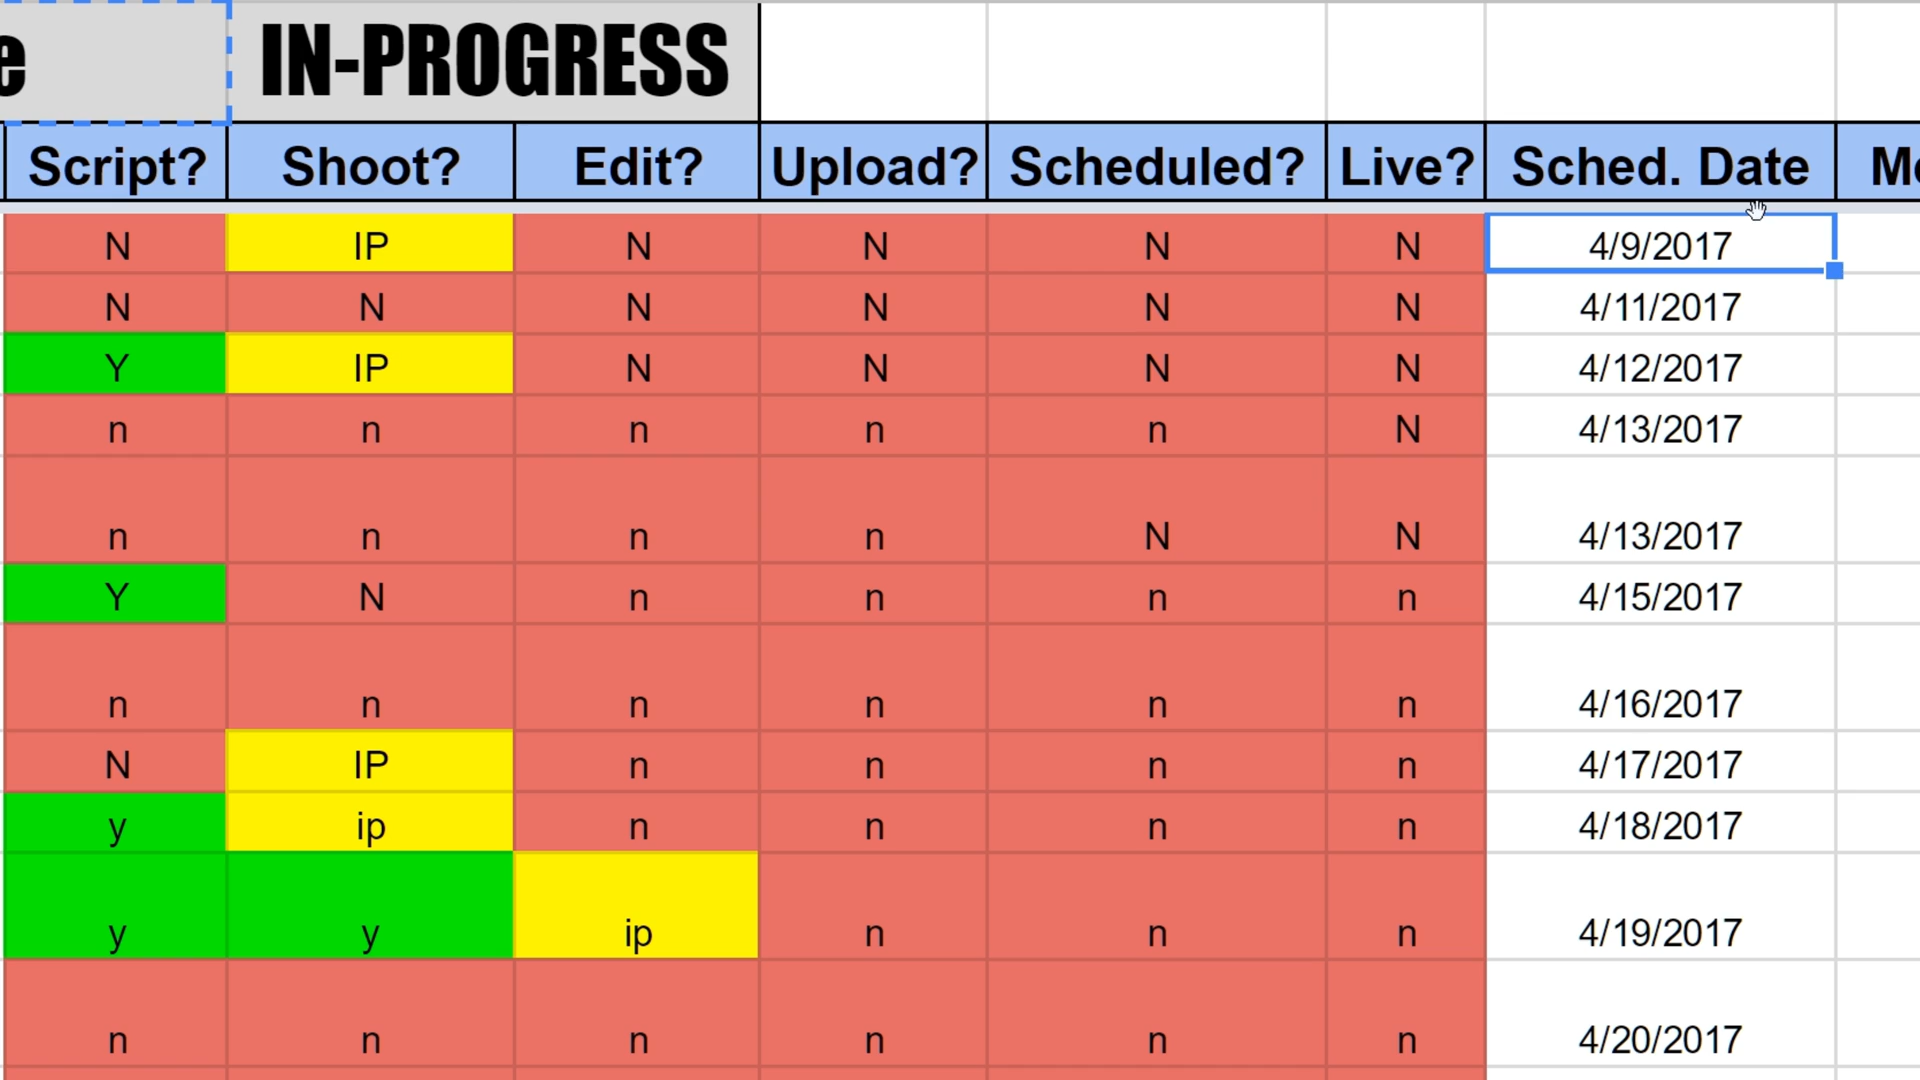 e IN-PROGRESS
Script? Shoot? Edit? Upload? Scheduled? Live? Sched. Date
N IP N N N N 4/9/2017
N N N N N N 4/11/2017
Y IP N N N N 4/12/2017
n n n n n N 4/13/2017
n n n n N N 4/13/2017
Y N n n n n 4/15/2017
n n n n n n 4/16/2017
N IP n n n n 4/17/2017
y ip n n n n 4/18/2017
y y ip n n n 4/19/2017
n n n n n n 4/20/2017